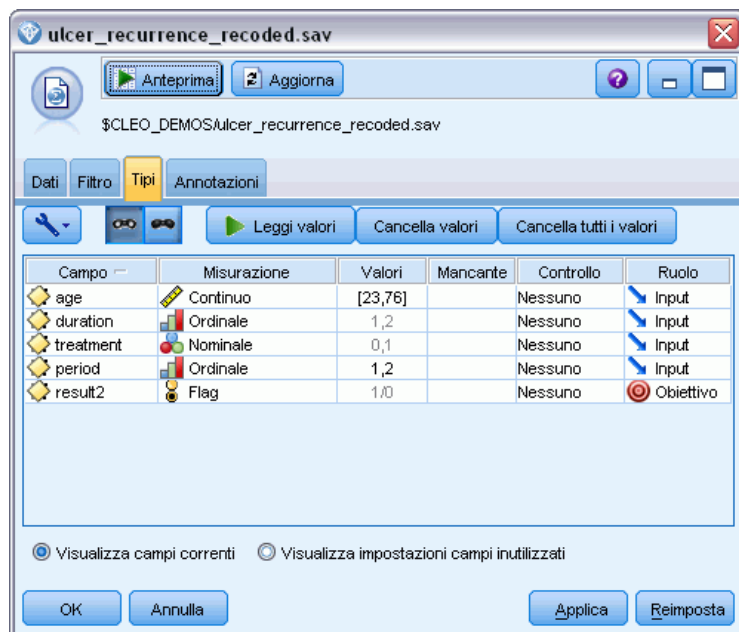 ulcer_recurrence_recoded.sav
Anteprima Aggiorna
$CLEO_DEMOS/ulcer_recurrence_recoded.sav
Dati Filtro Tipi Annotazioni
Leggi valori Cancella valori Cancella tutti i valori
Campo Misurazione Valori Mancante Controllo Ruolo
age Continuo [23,76] Nessuno Input
duration Ordinale 1,2 Nessuno Input
treatment Nominale 0,1 Nessuno Input
period Ordinale 1,2 Nessuno Input
result2 Flag 1/0 Nessuno Obiettivo
Visualizza campi correnti Visualizza impostazioni campi inutilizzati
OK Annulla Applica Reimposta